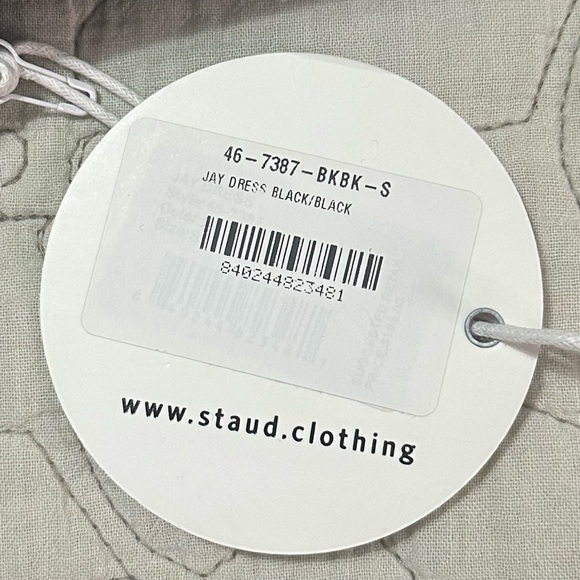 46-7387-BKBK-S
JAY DRESS BLACK/BLACK
840244823481
www.staud.clothing